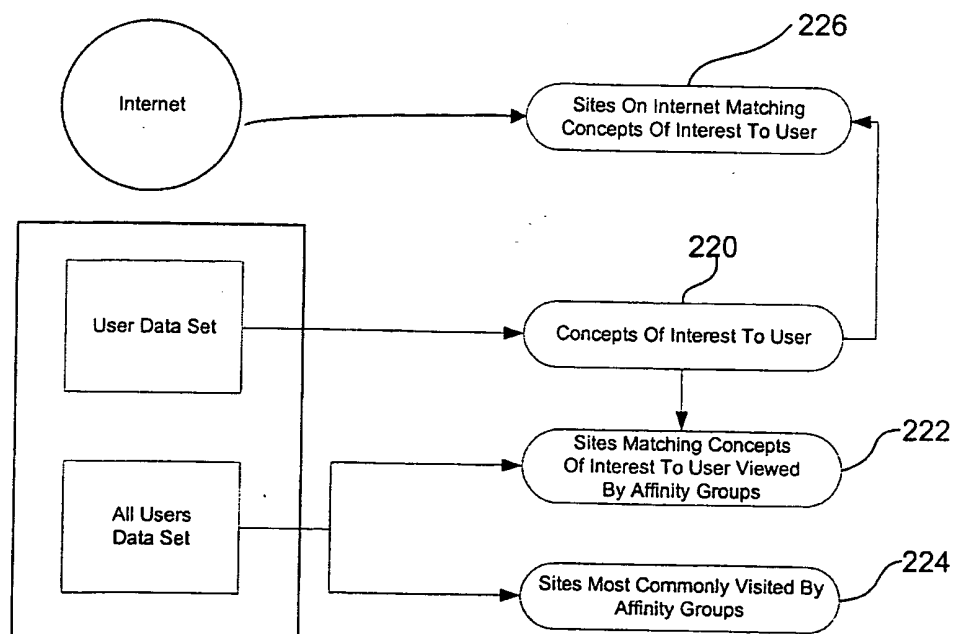 226
Internet
Sites On Internet Matching
Concepts Of Interest To User
220
User Data Set
Concepts Of Interest To User
222
Sites Matching Concepts
Of Interest To User Viewed
By Affinity Groups
All Users
Data Set
224
Sites Most Commonly Visited By
Affinity Groups